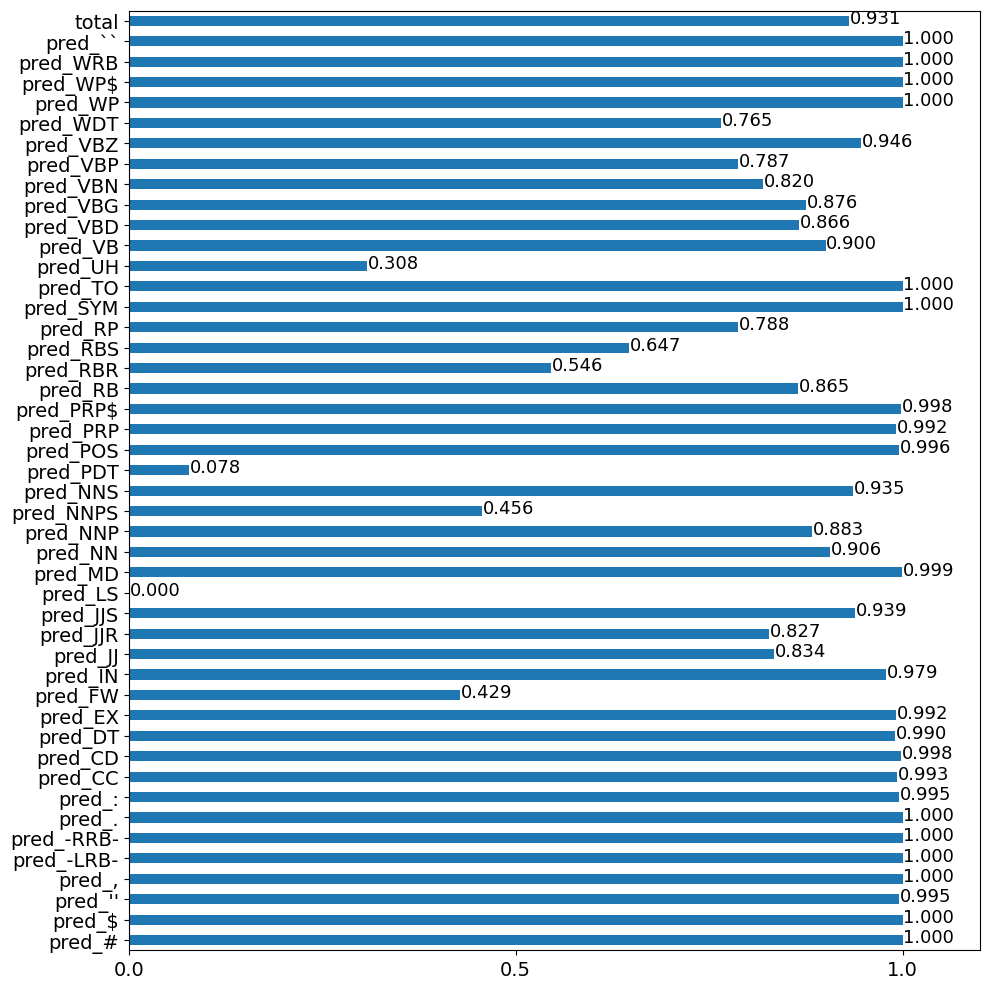 total 0.931
pred_`` 1.000
pred_WRB 1.000
pred_WP$ 1.000
pred_WP 1.000
pred_WDT 0.765
pred_VBZ 0.946
pred_VBP 0.787
pred_VBN 0.820
pred_VBG 0.876
pred_VBD 0.866
pred_VB 0.900
pred_UH 0.308
pred_TO 1.000
pred_SYM 1.000
pred_RP 0.788
pred_RBS 0.647
pred_RBR 0.546
pred_RB 0.865
pred_PRP$ 0.998
pred_PRP 0.992
pred_POS 0.996
pred_PDT 0.078
pred_NNS 0.935
pred_NNPS 0.456
pred_NNP 0.883
pred_NN 0.906
pred_MD 0.999
pred_LS 0.000
pred_JJS 0.939
pred_JJR 0.827
pred_JJ 0.834
pred_IN 0.979
pred_FW 0.429
pred_EX 0.992
pred_DT 0.990
pred_CD 0.998
pred_CC 0.993
pred_: 0.995
pred_. 1.000
pred_-RRB- 1.000
pred_-LRB- 1.000
pred_, 1.000
pred_'' 0.995
pred_$ 1.000
pred_# 1.000
0.0 0.5 1.0